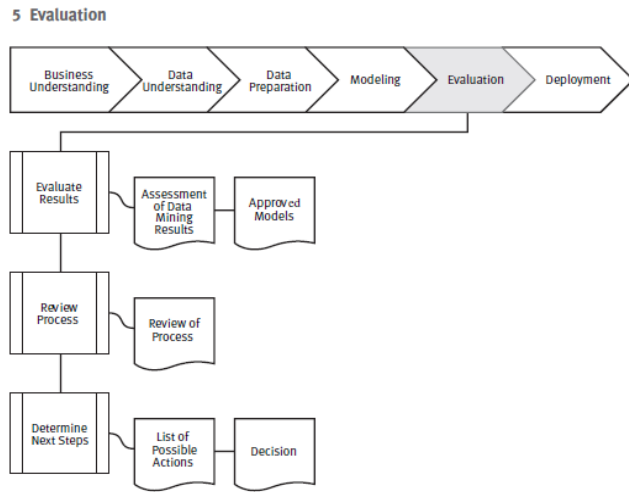 5 Evaluation
Business
Understanding
Data
Understanding
Data
Preparation
Modeling
Evaluation
Deployment
Evaluate
Results
Assessment
of Data
Mining
Results
Approved
Models
Review
Process
Review of
Process
Determine
Next Steps
List of
Possible
Actions
Decision